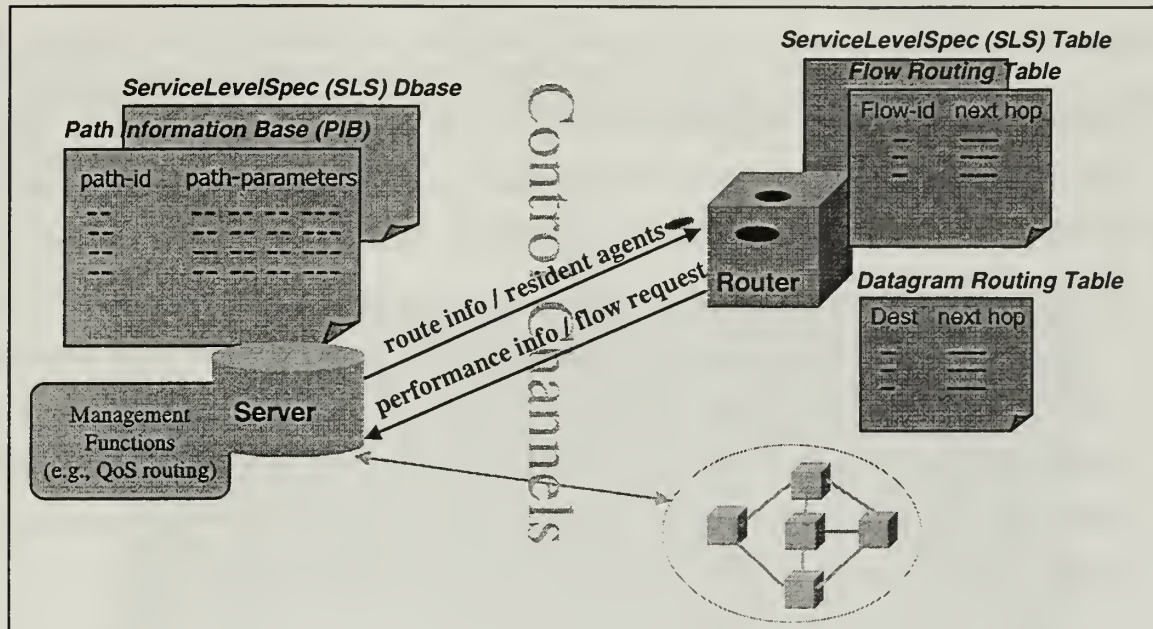 ServiceLevelSpec (SLS) Dbase
Path Information Base (PIB)
path-id path-parameters
Control Channels
ServiceLevelSpec (SLS) Table
Flow Routing Table
Flow-id next hop
route info / resident agents
performance info / flow request
Router
Datagram Routing Table
Dest next hop
Server
Management
Functions
(e.g., QoS routing)